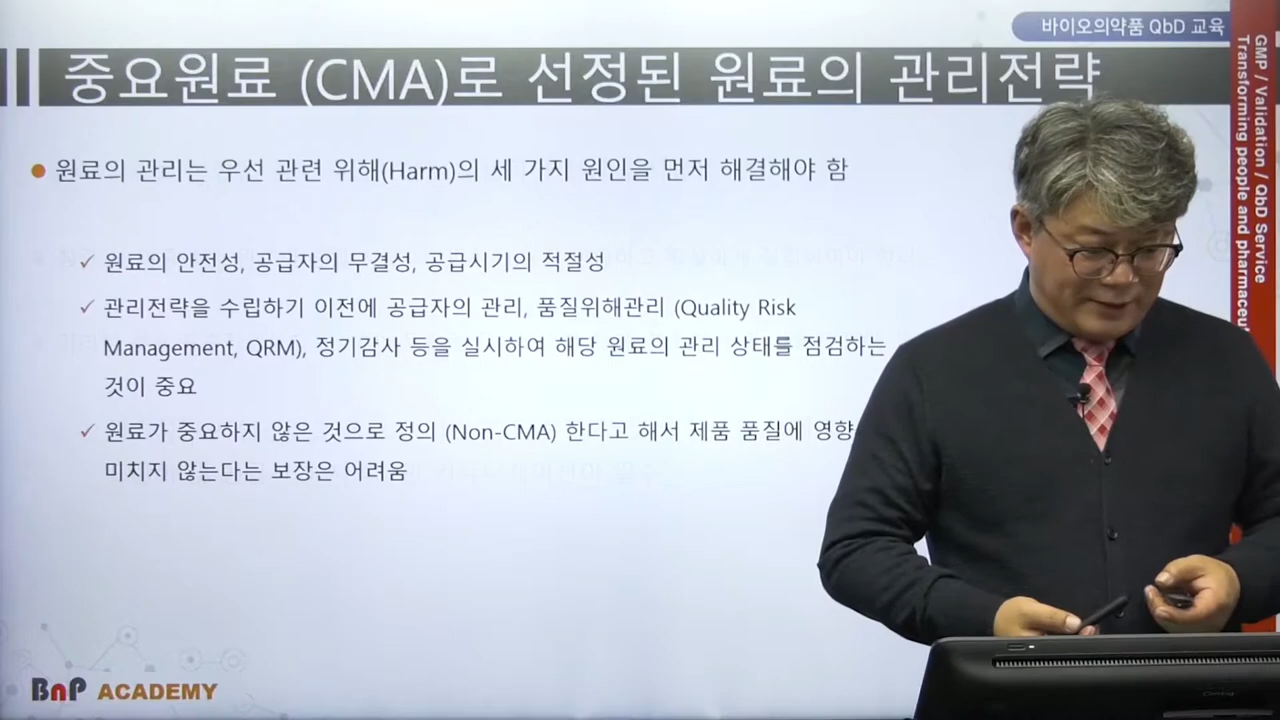 바이오의약품 QbD 교육
중요원료 (CMA)로 선정된 원료의 관리전략
원료의 관리는 우선 관련 위해(Harm)의 세 가지 원인을 먼저 해결해야 함
✓ 원료의 안전성, 공급자의 무결성, 공급시기의 적절성
✓ 관리전략을 수립하기 이전에 공급자의 관리, 품질위해관리 (Quality Risk
Management, QRM), 정기감사 등을 실시하여 해당 원료의 관리 상태를 점검하는
것이 중요
✓ 원료가 중요하지 않은 것으로 정의 (Non-CMA) 한다고 해서 제품 품질에 영향
미치지 않는다는 보장은 어려움
GMP / Validation / QbD Service
Transforming people and
BnP ACADEMY